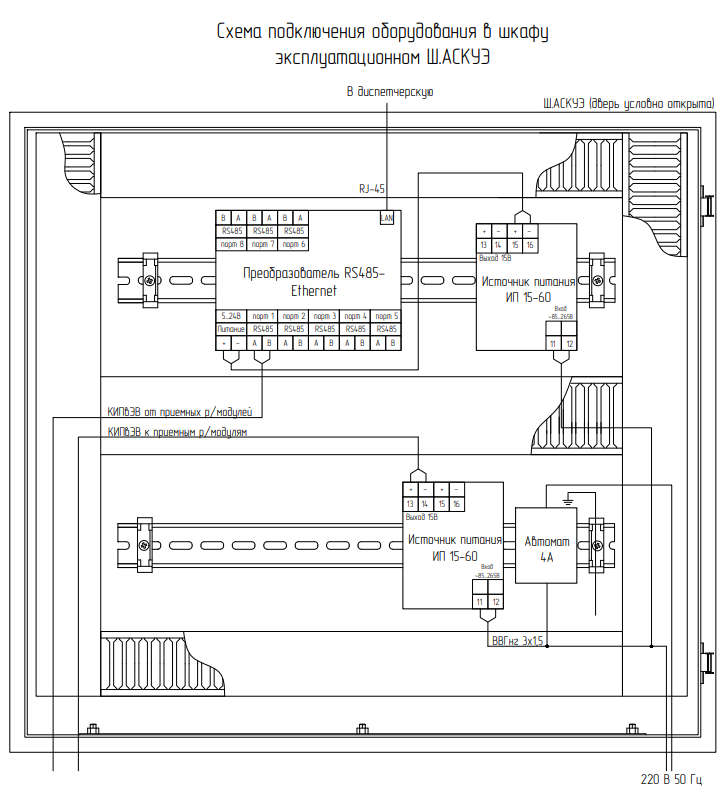 Схема подключения оборудования в шкафу
эксплуатационном Ш.АСКУЭ
В диспетчерскую
Ш.АСКУЭ (дверь условно открыта)
RJ-45
В А В А В А LAN
RS485 RS485 RS485
порт 8 порт 7 порт 6
+ - + -
13 14 15 16
Выход 15В
Преобразователь RS485-
Ethernet
Источник питания
ИП 15-60
Вход
~85..265В
11 12
5..24В порт 1 порт 2 порт 3 порт 4 порт 5
Питание RS485 RS485 RS485 RS485 RS485
+ - А В А В А В А В А В
КИПвЭВ от приемных р/модулей
КИПвЭВ к приемным р/модулям
+ - + -
13 14 15 16
Выход 15В
Источник питания
ИП 15-60
Вход
~85..265В
11 12
Автомат
4А
ВВГнг 3х1,5
220 В 50 Гц